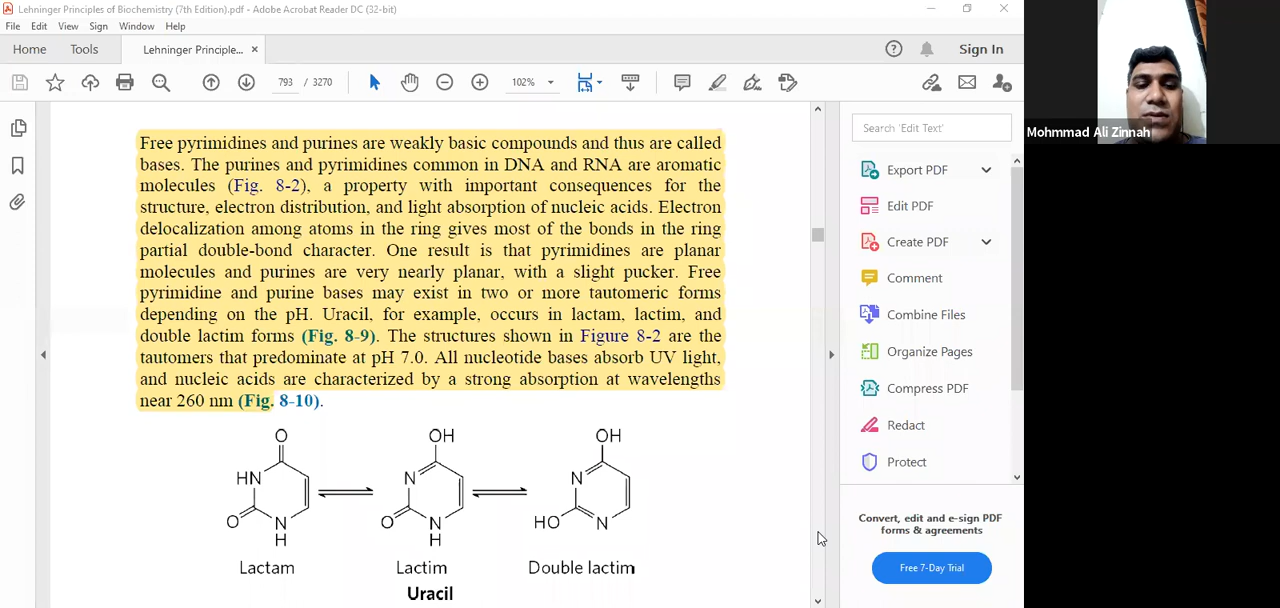 Lehninger Principles of Biochemistry (7th Edition).pdf - Adobe Acrobat Reader DC (32-bit)
File Edit View Sign Window Help
Home Tools Lehninger Principle... × Sign In
793 / 3270 102%
Free pyrimidines and purines are weakly basic compounds and thus are called
bases. The purines and pyrimidines common in DNA and RNA are aromatic
molecules (Fig. 8-2), a property with important consequences for the
structure, electron distribution, and light absorption of nucleic acids. Electron
delocalization among atoms in the ring gives most of the bonds in the ring
partial double-bond character. One result is that pyrimidines are planar
molecules and purines are very nearly planar, with a slight pucker. Free
pyrimidine and purine bases may exist in two or more tautomeric forms
depending on the pH. Uracil, for example, occurs in lactam, lactim, and
double lactim forms (Fig. 8-9). The structures shown in Figure 8-2 are the
tautomers that predominate at pH 7.0. All nucleotide bases absorb UV light,
and nucleic acids are characterized by a strong absorption at wavelengths
near 260 nm (Fig. 8-10).
O OH OH
HN N N
O N O N HO N
H H
Lactam Lactim Double lactim
Uracil
Search 'Edit Text'
Export PDF
Edit PDF
Create PDF
Comment
Combine Files
Organize Pages
Compress PDF
Redact
Protect
Convert, edit and e-sign PDF
forms & agreements
Free 7-Day Trial
Mohmmad Ali Zinnah